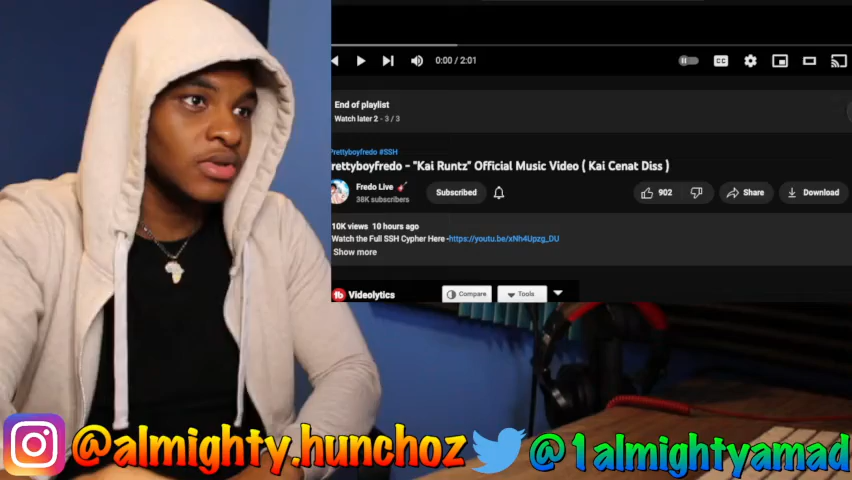 0:00 / 2:01
CC
End of playlist
Watch later 2 - 3 / 3
Prettyboyfredo #SSH
rettyboyfredo - "Kai Runtz" Official Music Video ( Kai Cenat Diss )
Fredo Live
38K subscribers
Subscribed
902
Share
Download
10K views 10 hours ago
Watch the Full SSH Cypher Here -https://youtu.be/xNh4Upzg_DU
Show more
tb Videolytics
Compare
Tools
@almighty.hunchoz
@1almightyamad